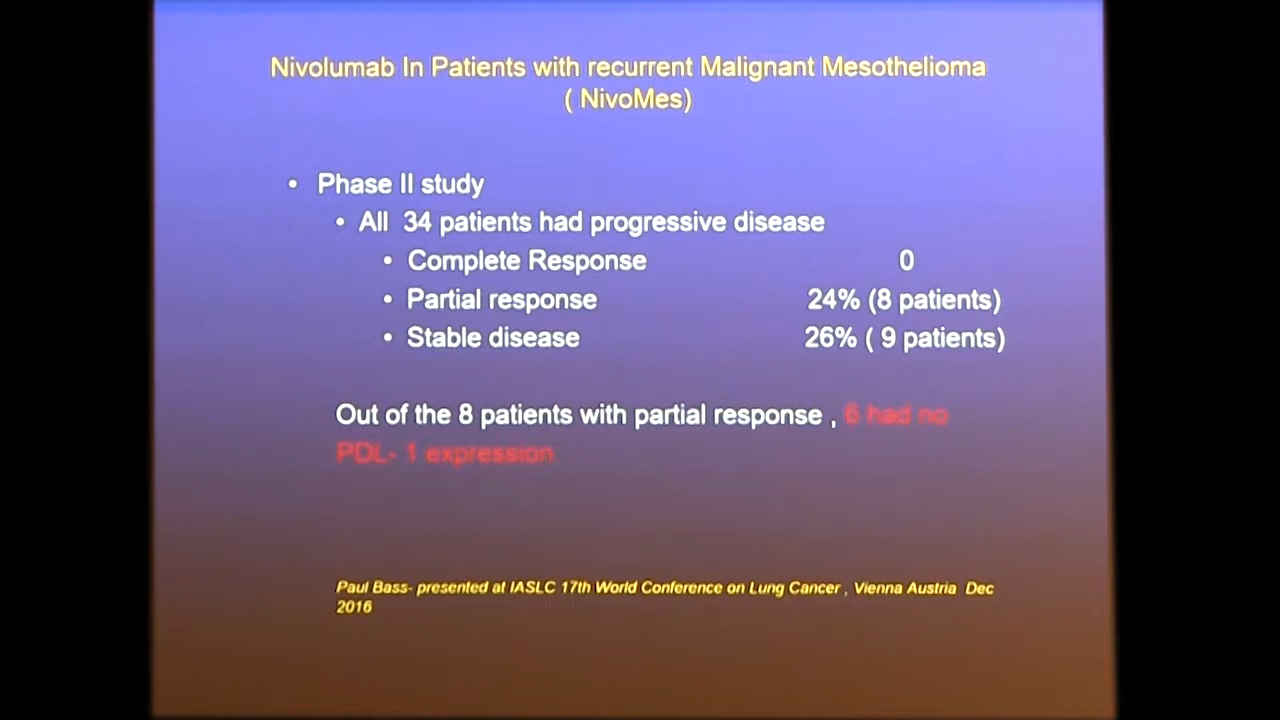 Nivolumab In Patients with recurrent Malignant Mesothelioma
( NivoMes)
• Phase II study
• All 34 patients had progressive disease
• Complete Response 0
• Partial response 24% (8 patients)
• Stable disease 26% ( 9 patients)
Out of the 8 patients with partial response , 6 had no
PDL- 1 expression
Paul Bass- presented at IASLC 17th World Conference on Lung Cancer , Vienna Austria Dec
2016